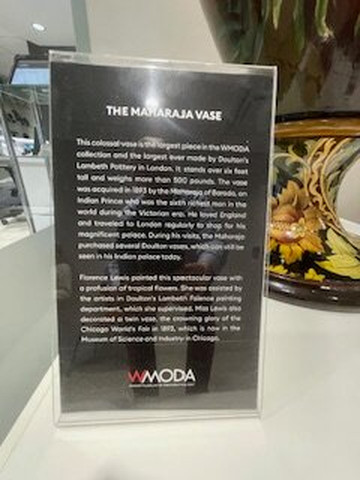 THE MAHARAJA VASE
This colossal vase is the largest piece in the WMODA
collection and the largest ever made by Doulton's
Lambeth Pottery in London. It stands over six feet
tall and weighs more than 500 pounds. The vase
was acquired in 1893 by the Maharaja of Baroda, an
Indian Prince who was the sixth richest man in the
world during the Victorian era. He loved England
and traveled to London regularly to shop for his
magnificent palace. During his visits, the Maharaja
purchased several Doulton vases, which can still be
seen in his Indian palace today.
Florence Lewis painted this spectacular vase with
a profusion of tropical flowers. She was assisted by
the artists in Doulton's Lambeth Faience painting
department, which she supervised. Miss Lewis also
decorated a twin vase, the crowning glory of the
Chicago World's Fair in 1893, which is now in the
Museum of Science and Industry in Chicago.
WMODA